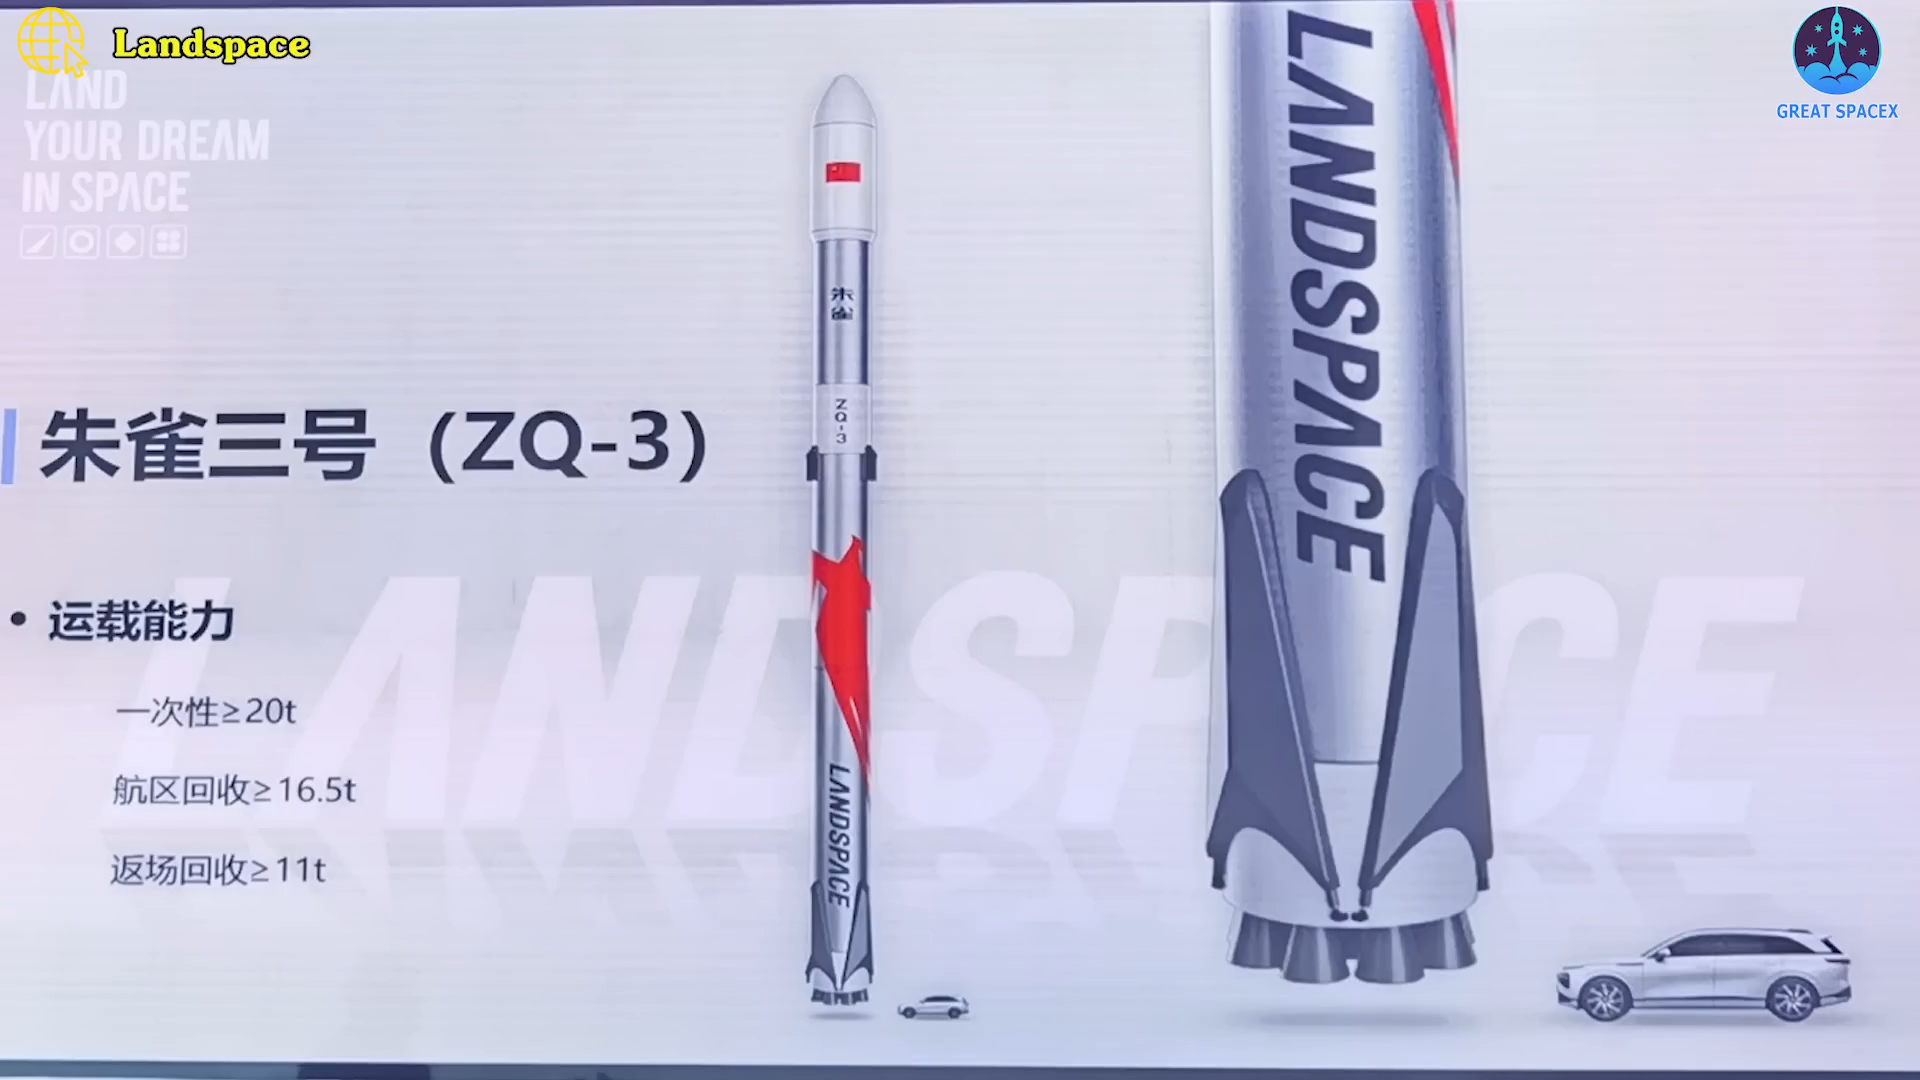 Landspace
LAND
YOUR DREAM
IN SPACE
GREAT SPACEX
朱雀三号（ZQ-3）
• 运载能力
一次性≥20t
航区回收≥16.5t
返场回收≥11t
朱雀
ZQ-3
LANDSPACE
LANDSPACE
LANDSPACE